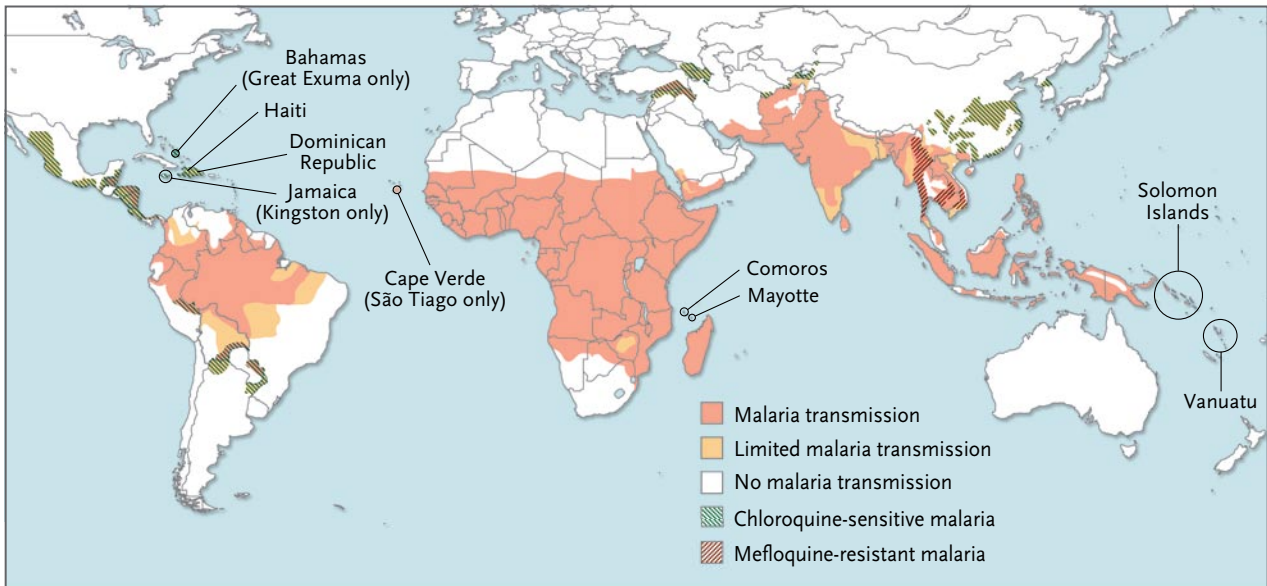 Bahamas
(Great Exuma only)
Haiti
Dominican
Republic
Jamaica
(Kingston only)
Cape Verde
(São Tiago only)
Comoros
Mayotte
Solomon
Islands
Vanuatu
Malaria transmission
Limited malaria transmission
No malaria transmission
Chloroquine-sensitive malaria
Mefloquine-resistant malaria